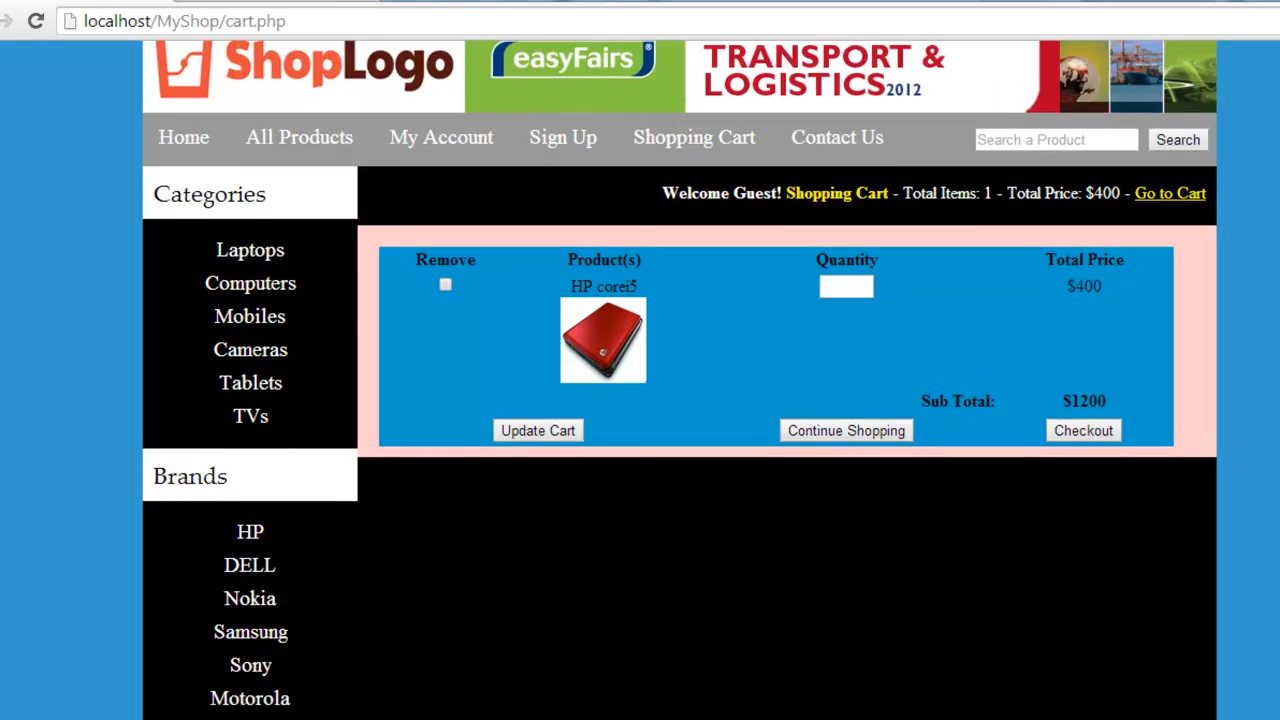 localhost/MyShop/cart.php
ShopLogo
easyFairs®
TRANSPORT &
LOGISTICS2012
Home All Products My Account Sign Up Shopping Cart Contact Us Search a Product Search
Categories
Welcome Guest! Shopping Cart - Total Items: 1 - Total Price: $400 - Go to Cart
Laptops
Computers
Mobiles
Cameras
Tablets
TVs
Remove Product(s) Quantity Total Price
HP corei5 $400
Sub Total: $1200
Update Cart Continue Shopping Checkout
Brands
HP
DELL
Nokia
Samsung
Sony
Motorola